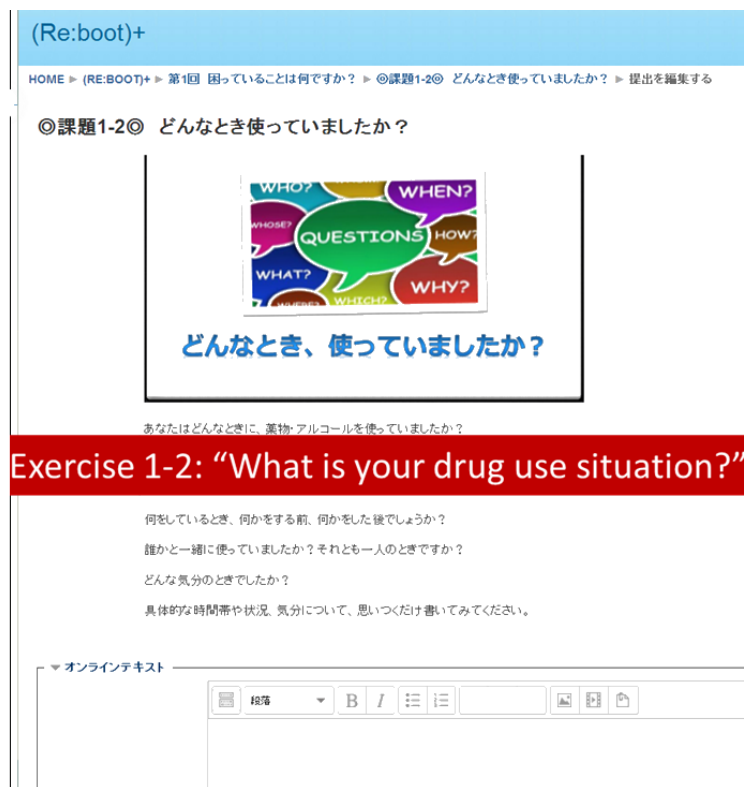 (Re:boot)+
HOME ▶ (RE:BOOT)+ ▶ 第1回 困っていることは何ですか？ ▶ ◎課題1-2◎ どんなとき使っていましたか？ ▶ 提出を編集する
◎課題1-2◎ どんなとき使っていましたか？
WHO?
WHEN?
WHOSE?
QUESTIONS
HOW?
WHAT?
WHY?
WHERE?
WHICH?
どんなとき、使っていましたか？
あなたはどんなときに、薬物・アルコールを使っていましたか？
Exercise 1-2: “What is your drug use situation?”
何をしているとき、何かをする前、何かをした後でしょうか？
誰かと一緒に使っていましたか？それとも一人のときですか？
どんな気分のときでしたか？
具体的な時間帯や状況、気分について、思いつくだけ書いてみてください。
オンラインテキスト
段落
B I